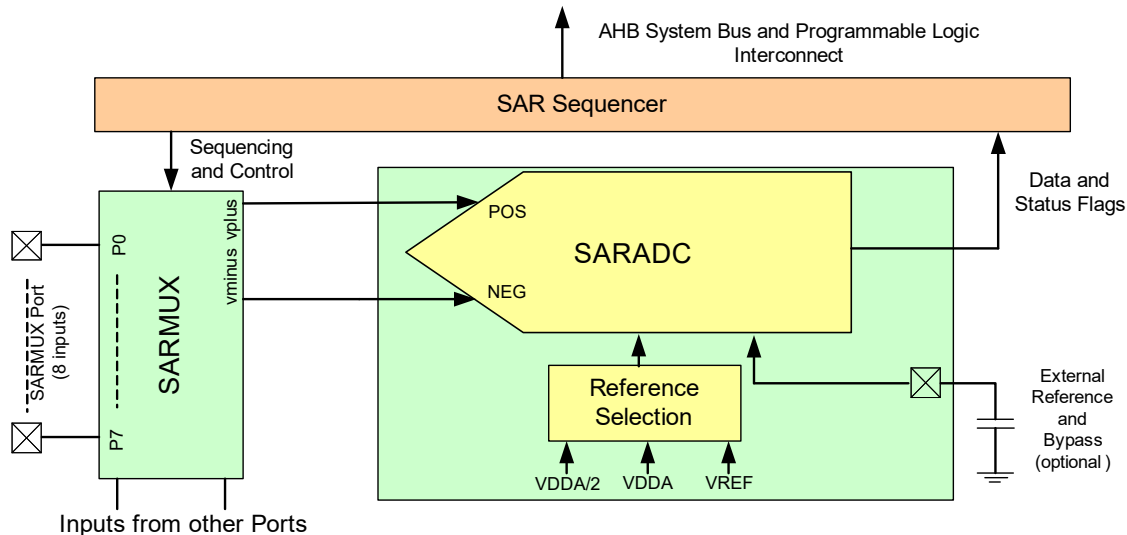 AHB System Bus and Programmable Logic
Interconnect
SAR Sequencer
Sequencing
and Control
Data and
Status Flags
vminus vplus
POS
NEG
SARADC
P0
P7
SARMUX
SARMUX Port
(8 inputs)
Reference
Selection
VDDA/2
VDDA
VREF
External
Reference
and
Bypass
(optional )
Inputs from other Ports